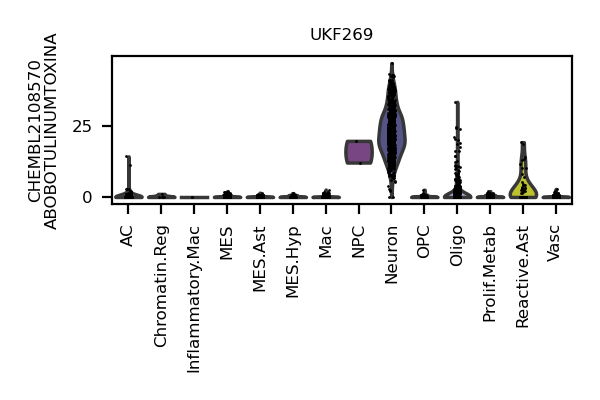 UKF269
CHEMBL2108570
ABOBOTULINUMTOXINA
25
0
AC
Chromatin.Reg
Inflammatory.Mac
MES
MES.Ast
MES.Hyp
Mac
NPC
Neuron
OPC
Oligo
Prolif.Metab
Reactive.Ast
Vasc